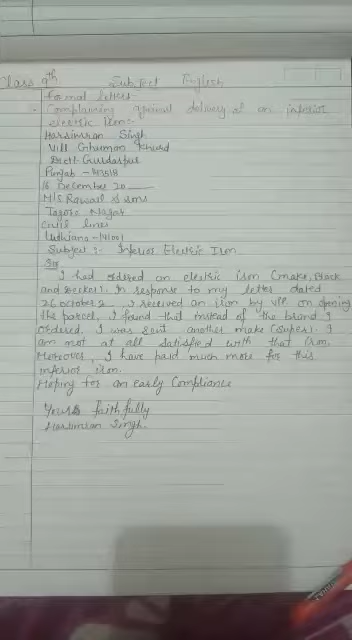 Class 9th Subject English
Formal letters
Complaining against delivery of an inferior
electric iron:-
Harsimran Singh
Vill Ghuman Khurd
Distt-Gurdaspur
Punjab - 143518
16 December 20
M/S Rawail & sons
Tagore Nagar
Civil lines
Ludhiana-141001
Subject:- Inferior Electric Iron
Sir
I had ordered an electric iron (make, Black
and Decker). In response to my letter dated
26 october 2 , I received an iron by VPP. on opening
the parcel, I found that instead of the brand I
ordered. I was sent another make (Super). I
am not at all satisfied with that iron.
Moreover, I have paid much more for this
inferior iron.
Hoping for an early Compliance
Yours faithfully
Harsimran Singh.